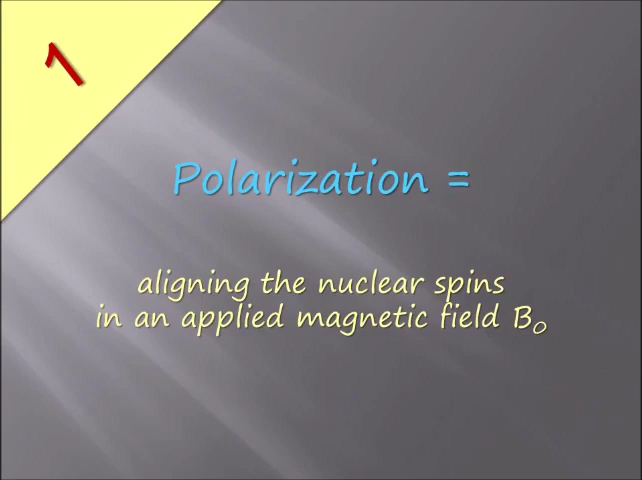 1
Polarization =
aligning the nuclear spins
in an applied magnetic field B₀